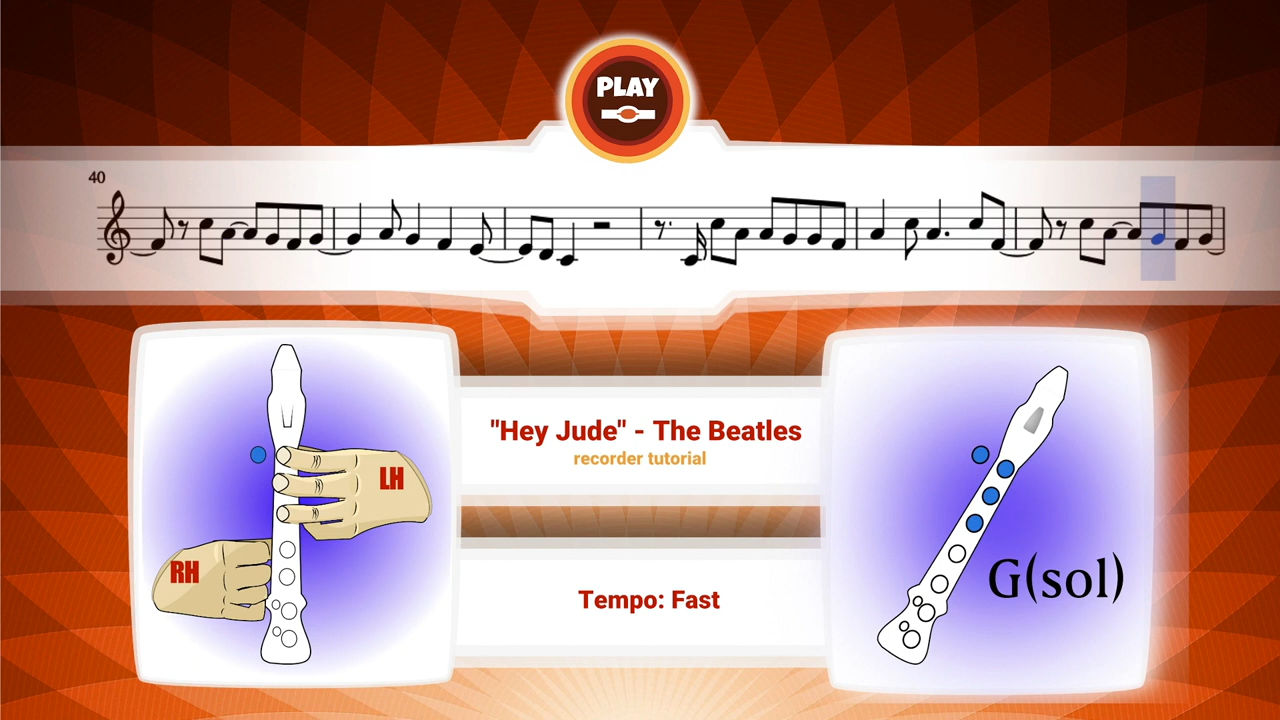 PLAY
40
"Hey Jude" - The Beatles
recorder tutorial
LH
RH
G(sol)
Tempo: Fast